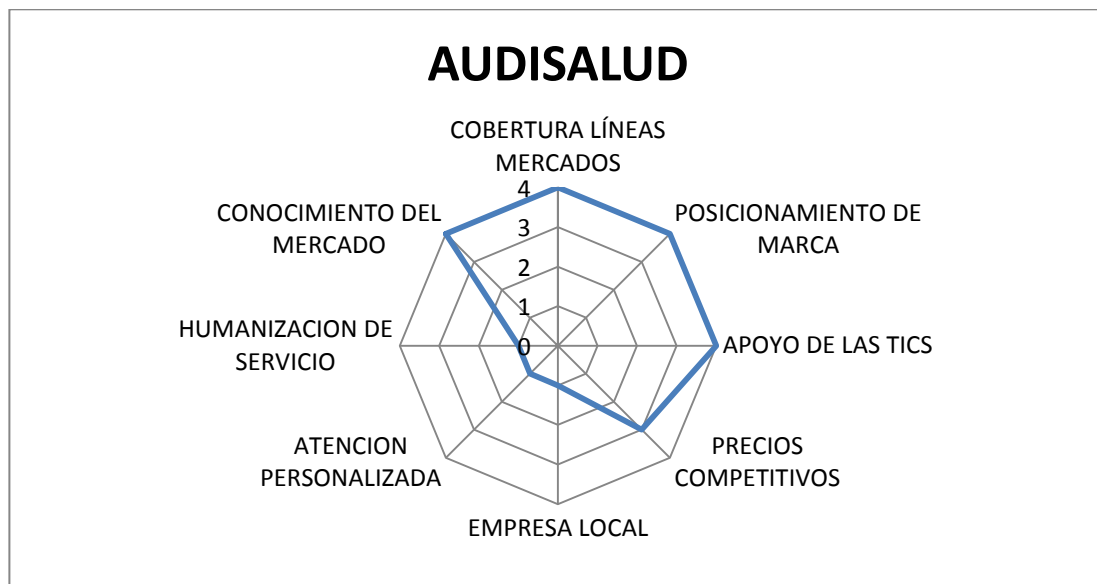 AUDISALUD
COBERTURA LÍNEAS
MERCADOS
POSICIONAMIENTO DE
MARCA
APOYO DE LAS TICS
PRECIOS
COMPETITIVOS
EMPRESA LOCAL
ATENCION
PERSONALIZADA
HUMANIZACION DE
SERVICIO
CONOCIMIENTO DEL
MERCADO
4
3
2
1
0